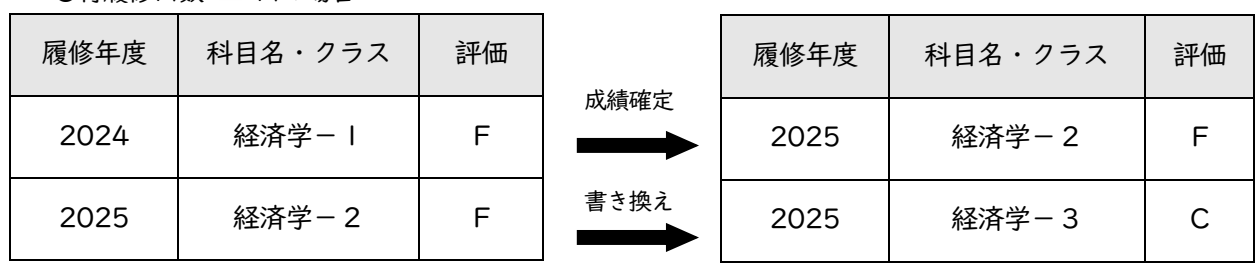 履修年度 科目名・クラス 評価
2024 経済学－1 F
2025 経済学－2 F
成績確定
書き換え
履修年度 科目名・クラス 評価
2025 経済学－2 F
2025 経済学－3 C